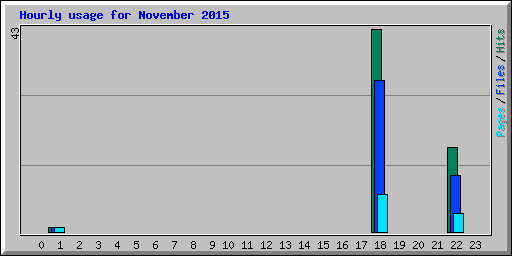 Hourly usage for November 2015
43
Pages/Files/Hits
0 1 2 3 4 5 6 7 8 9 10 11 12 13 14 15 16 17 18 19 20 21 22 23